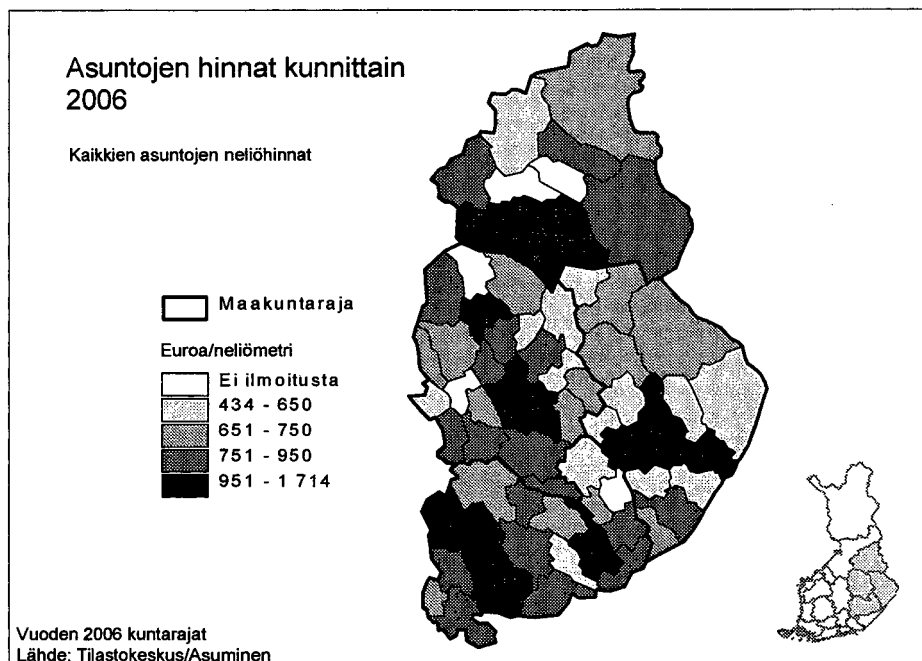 Asuntojen hinnat kunnittain
2006
Kaikkien asuntojen neliöhinnat
Maakuntaraja
Euroa/neliömetri
Ei ilmoitusta
434 - 650
651 - 750
751 - 950
951 - 1 714
Vuoden 2006 kuntarajat
Lähde: Tilastokeskus/Asuminen